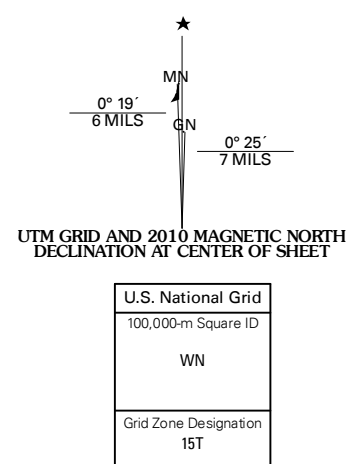 ★
MN
0° 19´
6 MILS
GN
0° 25´
7 MILS
UTM GRID AND 2010 MAGNETIC NORTH
DECLINATION AT CENTER OF SHEET
U.S. National Grid
100,000-m Square ID
WN
Grid Zone Designation
15T